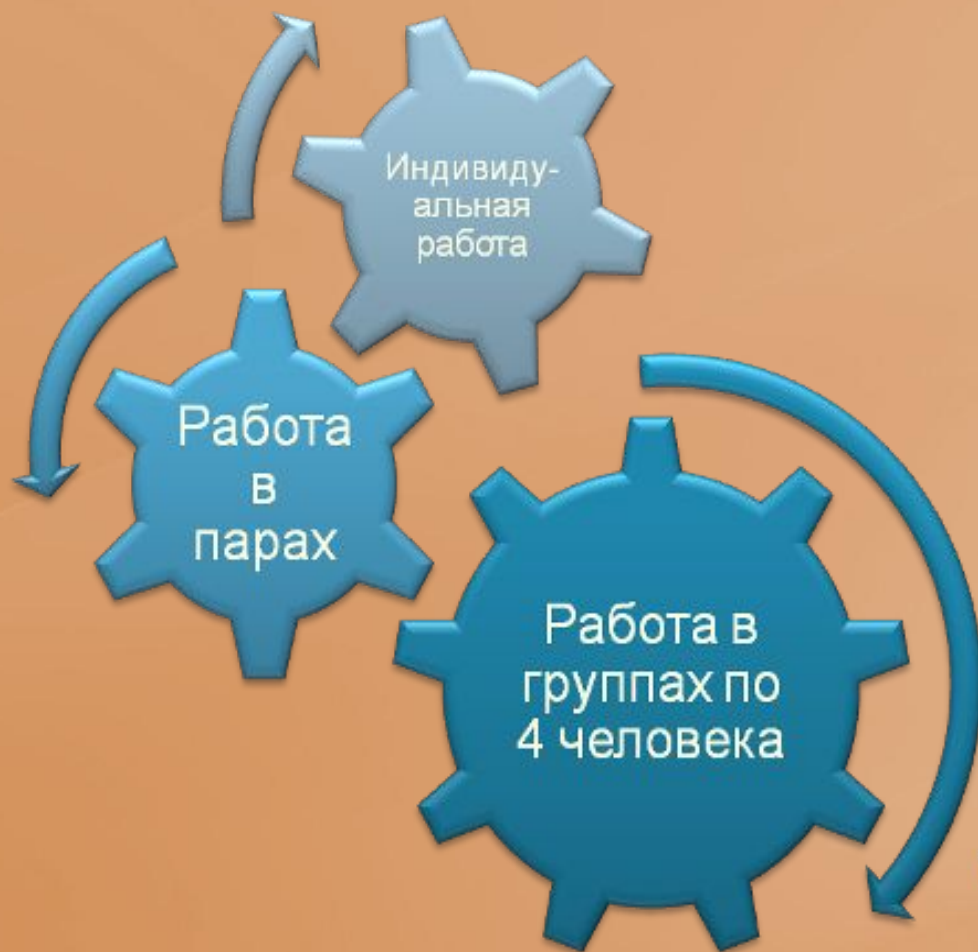 Индивиду-
альная
работа
Работа
в
парах
Работа в
группах по
4 человека